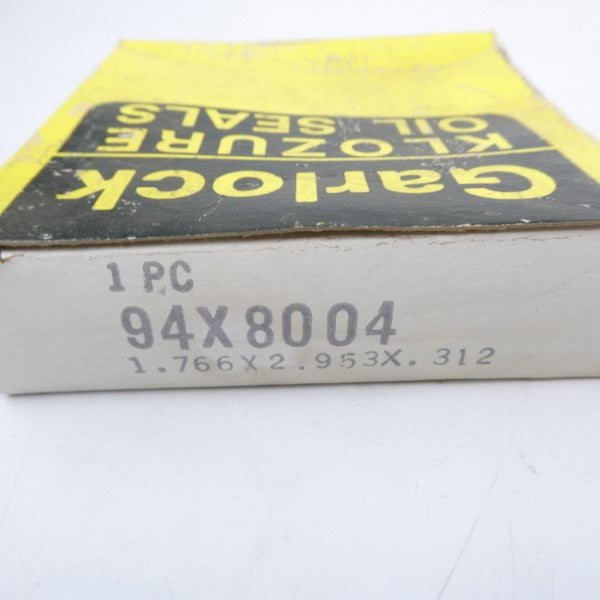 Garlock
KLOZURE
OIL SEALS
1 PC
94X8004
1.766X2.953X.312